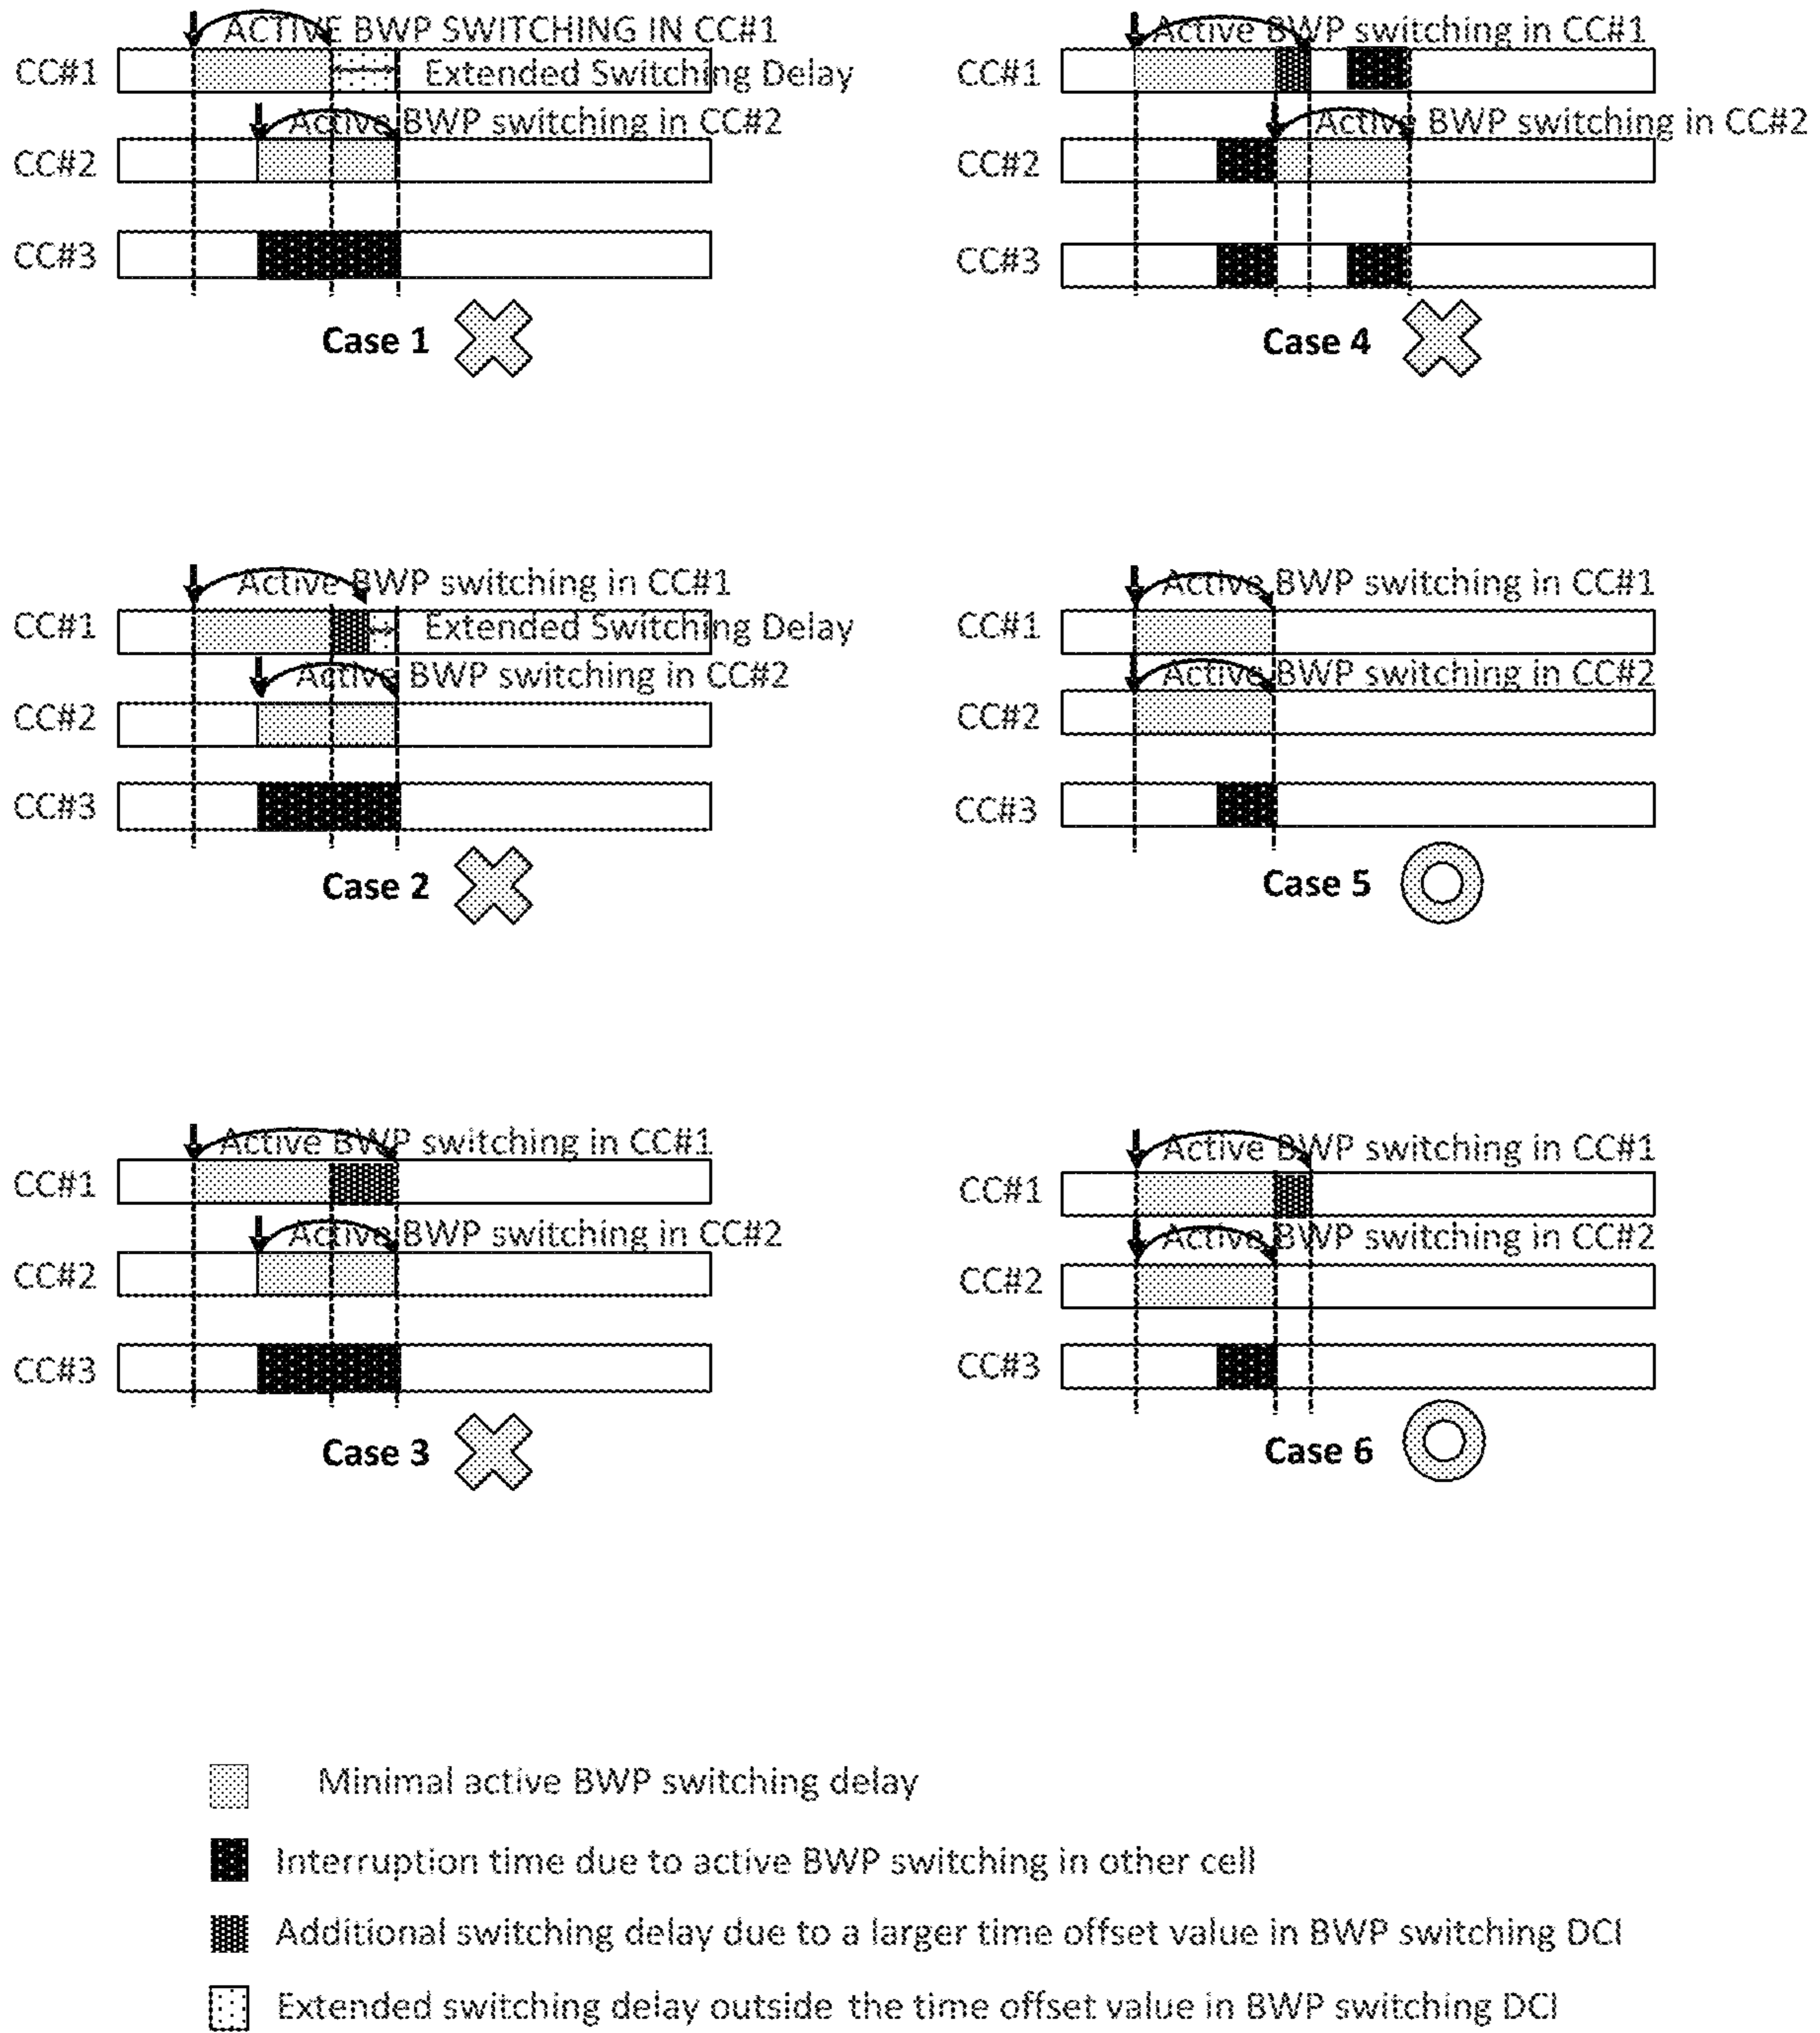 ACTIVE BWP SWITCHING IN CC#1
CC#1
Extended Switching Delay
Active BWP switching in CC#2
CC#2
CC#3
Case 1
Active BWP switching in CC#1
CC#1
Active BWP switching in CC#2
CC#2
CC#3
Case 4
Active BWP switching in CC#1
CC#1
Extended Switching Delay
Active BWP switching in CC#2
CC#2
CC#3
Case 2
Active BWP switching in CC#1
CC#1
Active BWP switching in CC#2
CC#2
CC#3
Case 5
Active BWP switching in CC#1
CC#1
Active BWP switching in CC#2
CC#2
CC#3
Case 3
Active BWP switching in CC#1
CC#1
Active BWP switching in CC#2
CC#2
CC#3
Case 6
Minimal active BWP switching delay
Interruption time due to active BWP switching in other cell
Additional switching delay due to a larger time offset value in BWP switching DCI
Extended switching delay outside the time offset value in BWP switching DCI